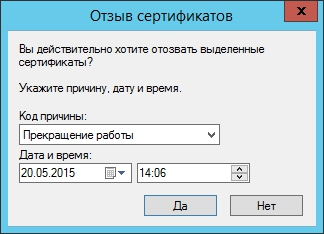 Отзыв сертификатов
Вы действительно хотите отозвать выделенные
сертификаты?
Укажите причину, дату и время.
Код причины:
Прекращение работы
Дата и время:
20.05.2015 14:06
Да Нет